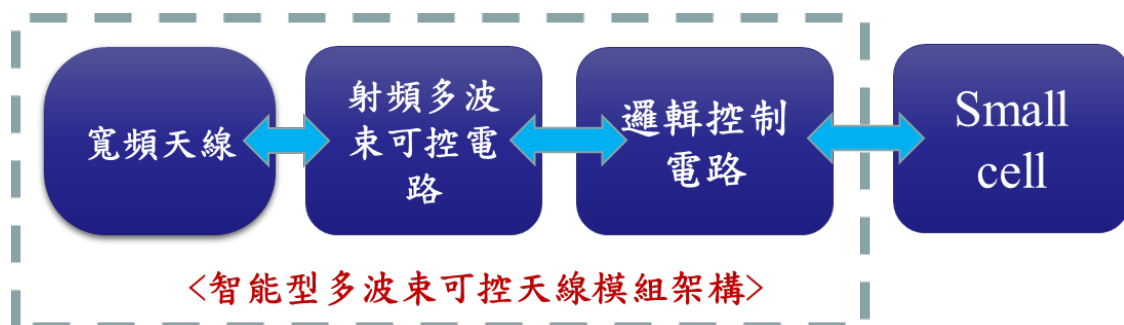 寬頻天線
射頻多波
束可控電
路
邏輯控制
電路
Small
cell
<智能型多波束可控天線模組架構>